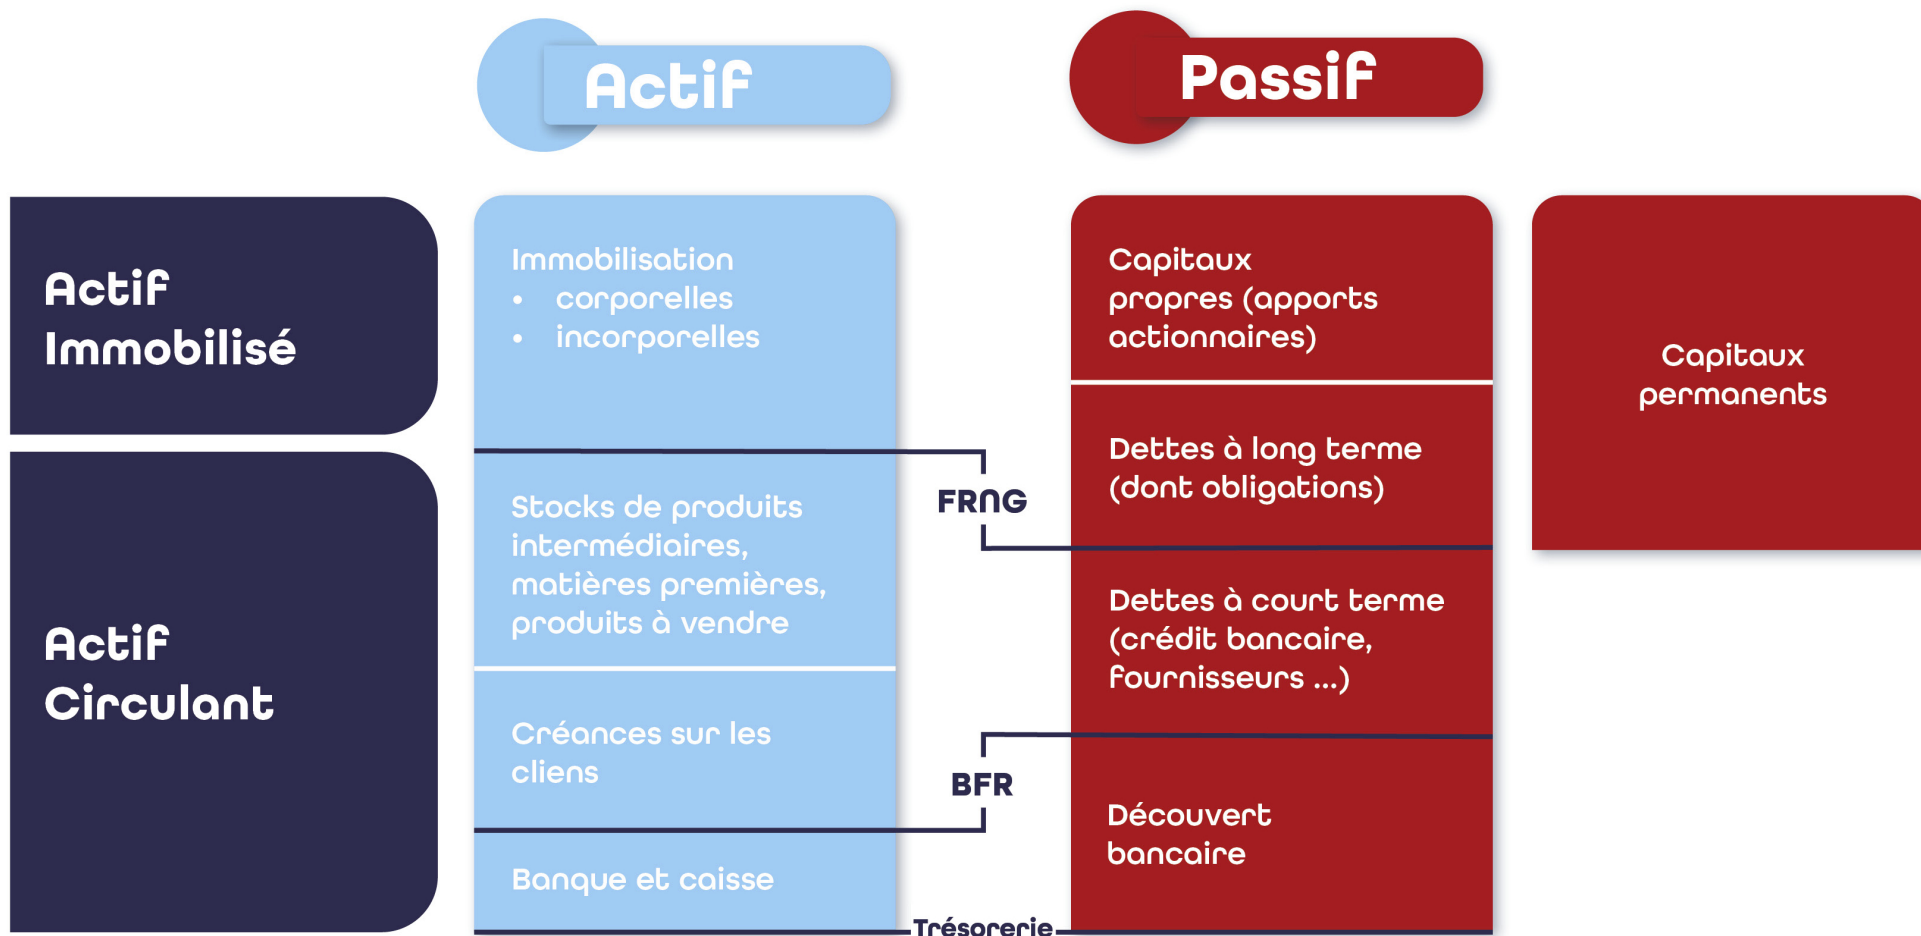 Actif
Passif
Actif
Immobilisé
Immobilisation
• corporelles
• incorporelles
Capitaux
propres (apports
actionnaires)
Capitaux
permanents
Dettes à long terme
(dont obligations)
FRNG
Actif
Circulant
Stocks de produits
intermédiaires,
matières premières,
produits à vendre
Dettes à court terme
(crédit bancaire,
fournisseurs ...)
Créances sur les
cliens
BFR
Découvert
bancaire
Banque et caisse
Trésorerie